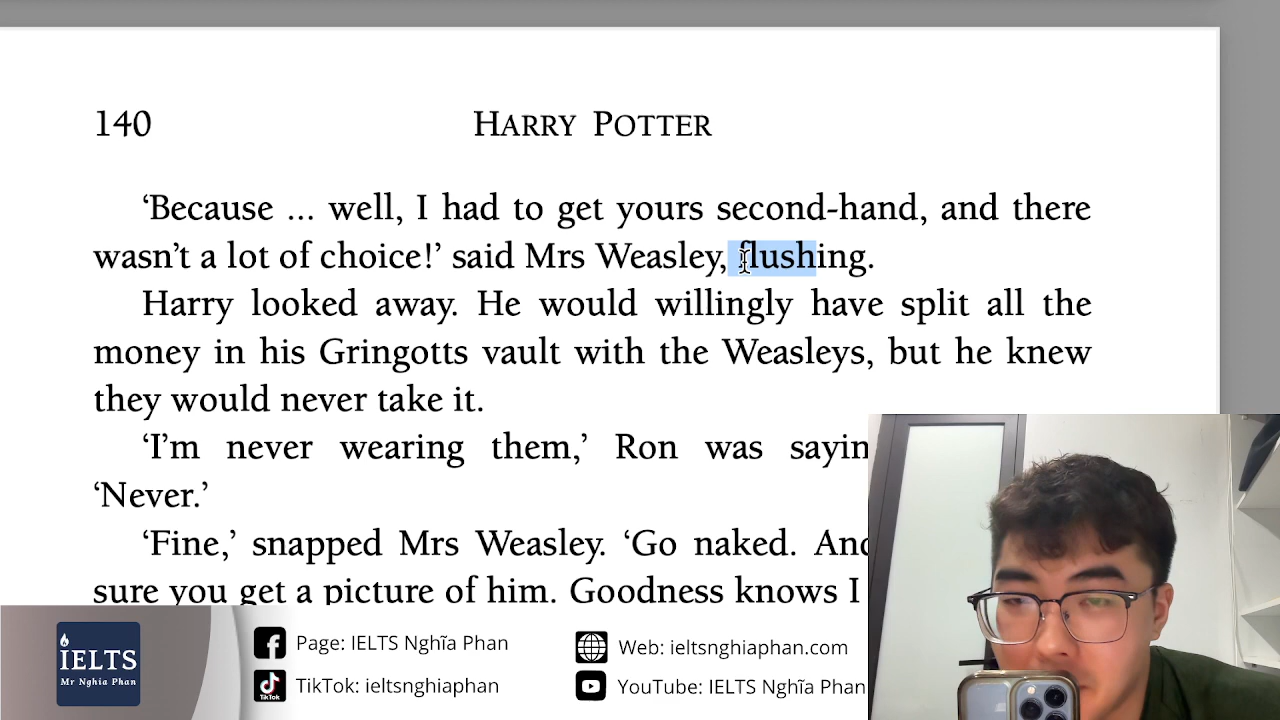 140
HARRY POTTER
‘Because ... well, I had to get yours second-hand, and there
wasn’t a lot of choice!’ said Mrs Weasley, flushing.
Harry looked away. He would willingly have split all the
money in his Gringotts vault with the Weasleys, but he knew
they would never take it.
‘I’m never wearing them,’ Ron was sayin
‘Never.’
‘Fine,’ snapped Mrs Weasley. ‘Go naked. And
sure you get a picture of him. Goodness knows I
IELTS
Mr Nghia Phan
Page: IELTS Nghĩa Phan
TikTok
TikTok: ieltsnghiaphan
Web: ieltsnghiaphan.com
YouTube: IELTS Nghĩa Phan